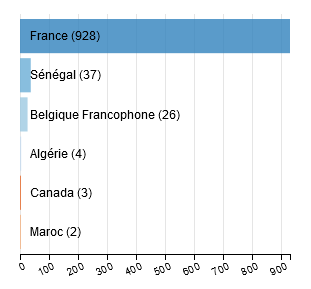 France (928)
Sénégal (37)
Belgique Francophone (26)
Algérie (4)
Canada (3)
Maroc (2)
0 100 200 300 400 500 600 700 800 900